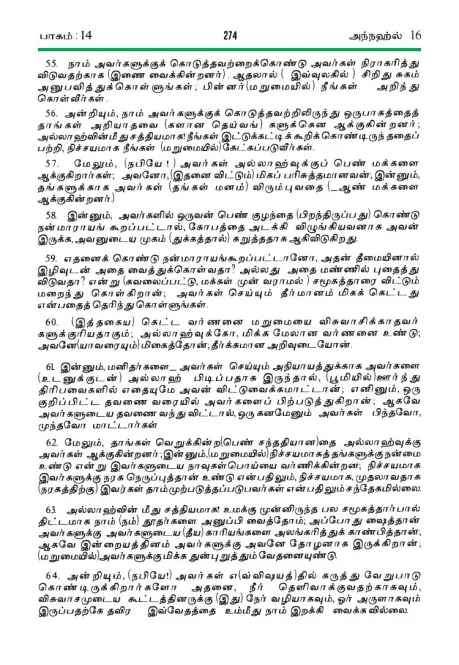 பாகம் : 14 274 அந்நஹ்ல் 16
55. நாம் அவர்களுக்குக் கொடுத்தவற்றைக்கொண்டு அவர்கள் நிராகரித்து
விடுவதற்காக (இணை வைக்கின்றனர்) . ஆதலால் ( இவ்வுலகில் ) சிறிது சுகம்
அனுபவித்துக்கொள்ளுங்கள் ; பின்னர்(மறுமையில்) நீங்கள் அறிந்து
கொள்வீர்கள் .
56. அன்றியும், நாம் அவர்களுக்குக் கொடுத்தவற்றிலிருந்து ஒருபாகத்தைத்
தாங்கள் அறியாதவை (களான தெய்வங்) களுக்கென ஆக்குகின்றனர்;
அல்லாஹ்வின்மீது சத்தியமாக! நீங்கள் இட்டுக்கட்டிக் கூறிக்கொண்டிருந்ததைப்
பற்றி, நிச்சயமாக நீங்கள் (மறுமையில்)கேட்கப்படுவீர்கள்.
57. மேலும், (நபியே ! ) அவர்கள் அல்லாஹ்வுக்குப் பெண் மக்களை
ஆக்குகிறார்கள்; அவனோ,(இதனை விட்டும்) மிகப் பரிசுத்தமானவன்; இன்னும்,
தங்களுக்காக அவர்கள் (தங்கள் மனம்) விரும்புவதை (_ஆண் மக்களை
ஆக்குகின்றனர்.)
58. இன்னும், அவர்களில் ஒருவன் பெண் குழந்தை (பிறந்திருப்பது) கொண்டு
நன்மாராயங் கூறப்பட்டால், கோபத்தை அடக்கி விழுங்கியவனாக அவன்
இருக்க,அவனுடைய முகம் (துக்கத்தால்) கறுத்ததாக ஆகிவிடுகிறது.
59. எதனைக் கொண்டு நன்மாராயங்கூறப்பட்டானோ, அதன் தீமையினால்
இழிவுடன் அதை வைத்துக்கொள்வதா? அல்லது அதை மண்ணில் புதைத்து
விடுவதா? என்று (கவலைப்பட்டு, மக்கள் முன் வராமல் ) சமூகத்தாரை விட்டும்
மறைந்து கொள்கிறான் ; அவர்கள் செய்யும் தீர்மானம் மிகக் கெட்டது
என்பதைத் தெரிந்து கொள்ளுங்கள்.
60. (இத்தகைய) கெட்ட வர்ணனை மறுமையை விசுவாசிக்காதவர்
களுக்குரியதாகும்; அல்லாஹ்வுக்கோ, மிக்க மேலான வர்ணனை உண்டு;
அவனே(யாவரையும்) மிகைத்தோன்; தீர்க்கமான அறிவுடையோன்.
61. இன்னும், மனிதர்களை_ அவர்கள் செய்யும் அநியாயத்துக்காக அவர்களை
(உடனுக்குடன்) அல்லாஹ் பிடிப்பதாக இருந்தால், (பூமியில்)ஊர்ந்து
திரிபவைகளில் எதையுமே அவன் விட்டுவைக்கமாட்டான் ; எனினும், ஒரு
குறிப்பிட்ட தவணை வரையில் அவர்களைப் பிற்படுத்துகிறான் ; ஆகவே
அவர்களுடைய தவணை வந்து விட்டால், ஒரு கணமேனும் அவர்கள் பிந்தவோ,
முந்தவோ மாட்டார்கள்
62. மேலும், தாங்கள் வெறுக்கின்ற(பெண் சந்ததியான)தை அல்லாஹ்வுக்கு
அவர்கள் ஆக்குகின்றனர் ; இன்னும்,(மறுமையில்) நிச்சயமாகத் தங்களுக்கு நன்மை
உண்டு என்று இவர்களுடைய நாவுகள் பொய்யை வர்ணிக்கின்றன; நிச்சயமாக
இவர்களுக்கு நரக நெருப்புத்தான் உண்டு என்பதிலும், நிச்சயமாக, முதலாவதாக
(நரகத்திற்கு) இவர்கள் தாம் முற்படுத்தப்படுபவர்கள் என்பதிலும் சந்தேகமில்லை.
63. அல்லாஹ்வின் மீது சத்தியமாக! உமக்கு முன்னிருந்த பல சமூகத்தார்பால்
திட்டமாக நாம் (நம்) தூதர்களை அனுப்பி வைத்தோம்; அப்போது ஷைத்தான்
அவர்களுக்கு அவர்களுடைய (தீய) காரியங்களை அலங்கரித்துக் காண்பித்தான்;
ஆகவே இன்றையத்தினம் அவர்களுக்கு அவனே தோழனாக இருக்கிறான் ;
(மறுமையில்)அவர்களுக்கு மிக்க துன்புறுத்தும் வேதனையுண்டு.
64. அன்றியும், (நபியே!) அவர்கள் எ(வ்விஷயத்)தில் கருத்து வேறுபாடு
கொண்டிருக்கிறார்களோ அதனை, நீர் தெளிவாக்குவதற்காகவும்,
விசுவாசமுடைய கூட்டத்தினருக்கு (இது) நேர் வழியாகவும், ஓர் அருளாகவும்
இருப்பதற்கே தவிர இவ்வேதத்தை உம்மீது நாம் இறக்கி வைக்கவில்லை.